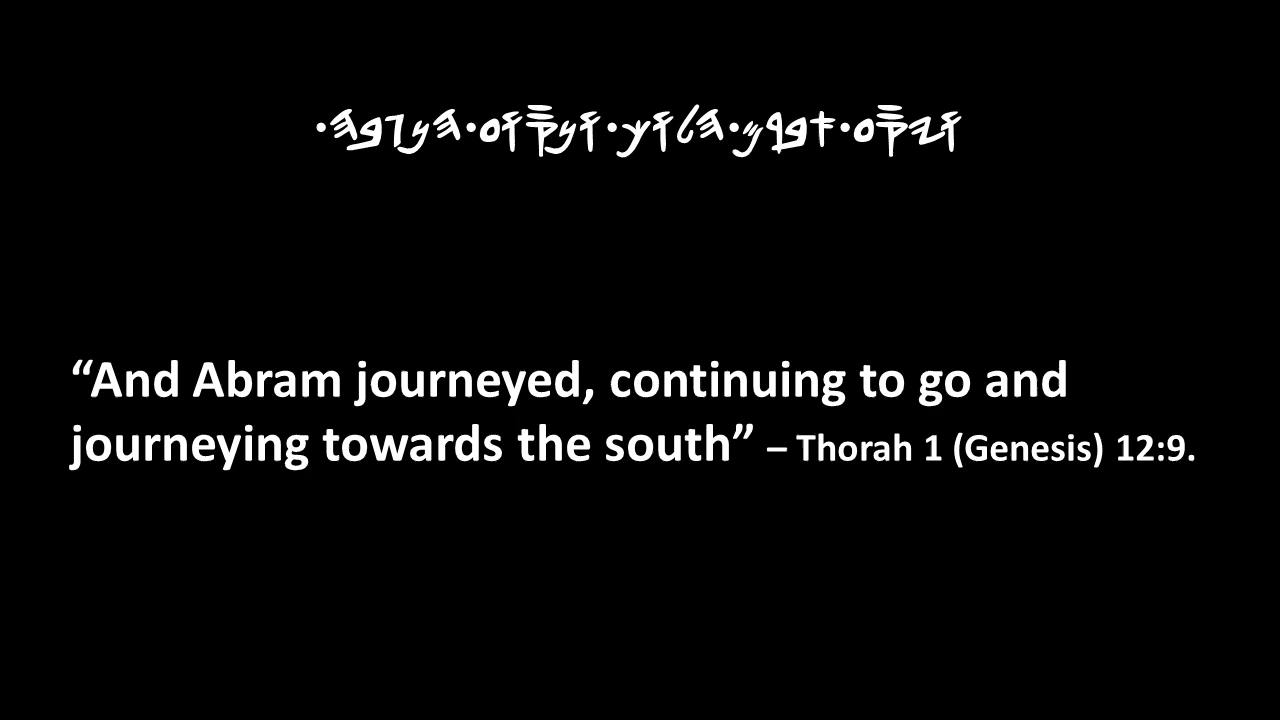 𐤅𐤉𐤎𐤏·𐤀𐤁𐤓𐤌·𐤄𐤋𐤅𐤊·𐤅𐤍𐤎𐤅𐤏·𐤄𐤍𐤂𐤁𐤄·
“And Abram journeyed, continuing to go and
journeying towards the south” – Thorah 1 (Genesis) 12:9.